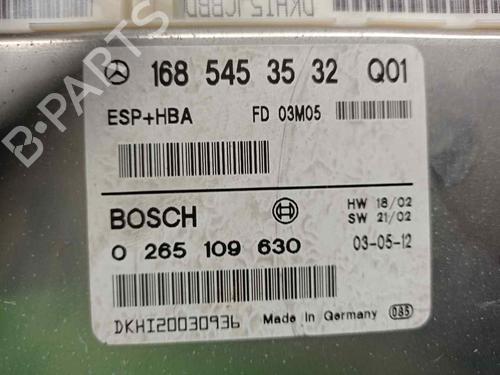 DKHI5JCBBD
168 545 35 32 Q01
ESP+HBA FD 03M05
BOSCH HW 18/02
SW 21/02
0 265 109 630 03-05-12
DKHI20030936 Made in Germany 085
B-PARTS